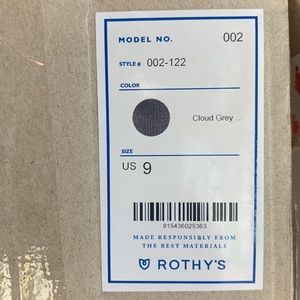 MODEL NO. 002
STYLE# 002-122
COLOR
Cloud Grey ...
SIZE
US 9
815436025363
MADE RESPONSIBLY FROM
THE BEST MATERIALS
ROTHY'S